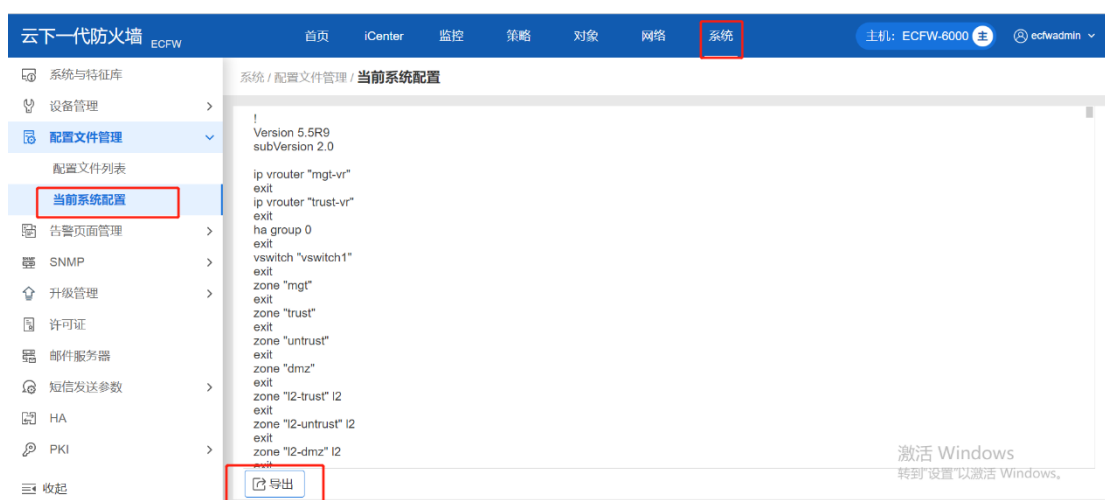 云下一代防火墙 ECFW 首页 iCenter 监控 策略 对象 网络 系统 主机: ECFW-6000 主 ecfwadmin
系统与特征库
设备管理
配置文件管理
配置文件列表
当前系统配置
告警页面管理
SNMP
升级管理
许可证
邮件服务器
短信发送参数
HA
PKI
收起
系统 / 配置文件管理 / 当前系统配置
!
Version 5.5R9
subVersion 2.0
ip vrouter "mgt-vr"
exit
ip vrouter "trust-vr"
exit
ha group 0
exit
vswitch "vswitch1"
exit
zone "mgt"
exit
zone "trust"
exit
zone "untrust"
exit
zone "dmz"
exit
zone "l2-trust" l2
exit
zone "l2-untrust" l2
exit
zone "l2-dmz" l2
exit
导出
激活 Windows
转到"设置"以激活 Windows。